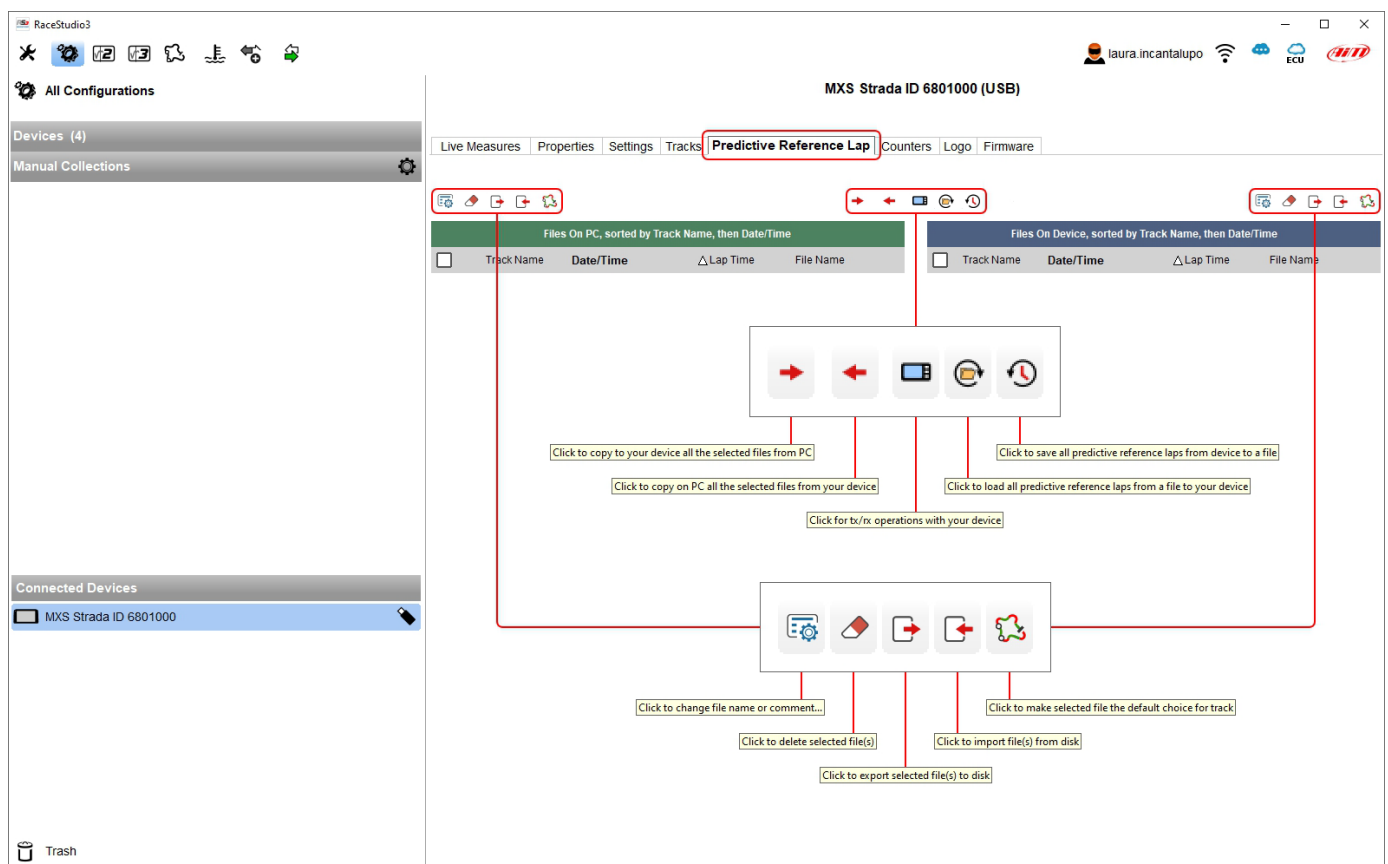 RaceStudio3
laura.incantalupo
ECU
AiM
All Configurations
MXS Strada ID 6801000 (USB)
Devices (4)
Manual Collections
Live Measures Properties Settings Tracks Predictive Reference Lap Counters Logo Firmware
Files On PC, sorted by Track Name, then Date/Time
Files On Device, sorted by Track Name, then Date/Time
Track Name Date/Time △Lap Time File Name
Track Name Date/Time △Lap Time File Name
Click to copy to your device all the selected files from PC
Click to save all predictive reference laps from device to a file
Click to copy on PC all the selected files from your device
Click to load all predictive reference laps from a file to your device
Click for tx/rx operations with your device
Connected Devices
MXS Strada ID 6801000
Click to change file name or comment...
Click to make selected file the default choice for track
Click to delete selected file(s)
Click to import file(s) from disk
Click to export selected file(s) to disk
Trash